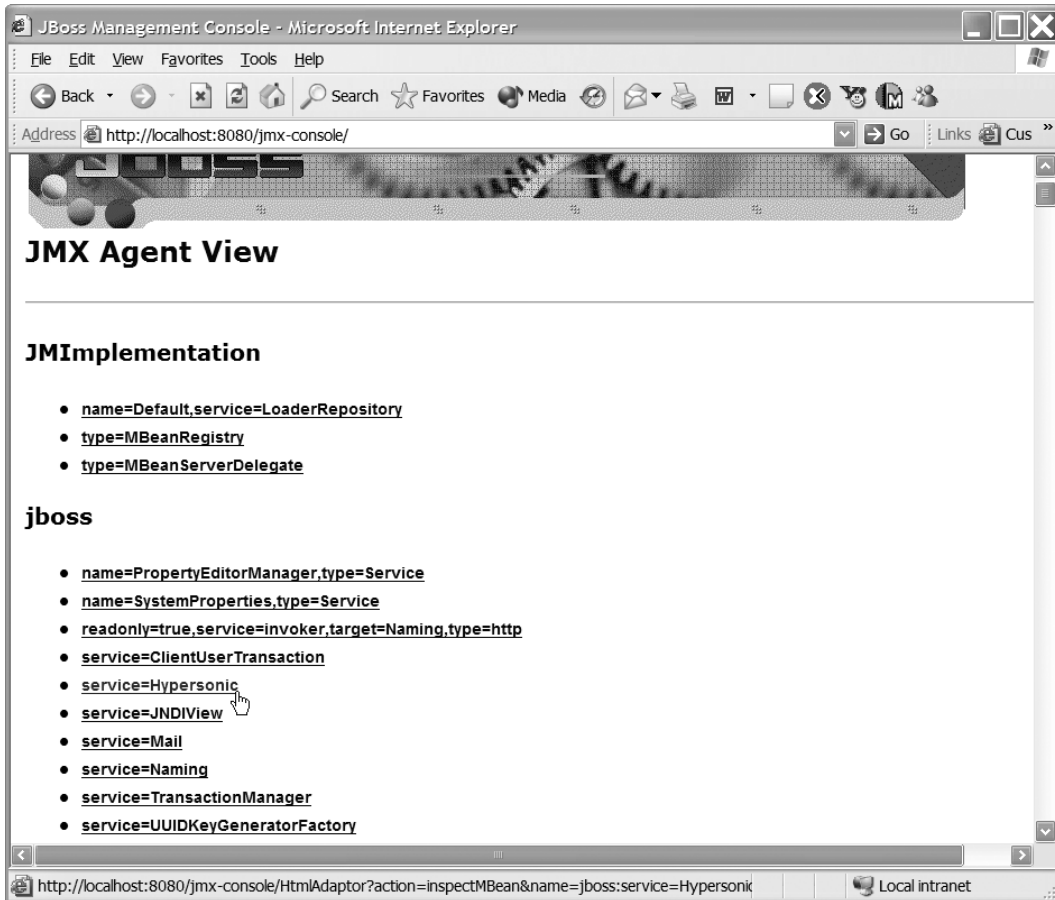 JBoss Management Console - Microsoft Internet Explorer
File Edit View Favorites Tools Help
Back Search Favorites Media
Address http://localhost:8080/jmx-console/ Go Links Cus »
JBOSS
JMX Agent View
JMImplementation
name=Default,service=LoaderRepository
type=MBeanRegistry
type=MBeanServerDelegate
jboss
name=PropertyEditorManager,type=Service
name=SystemProperties,type=Service
readonly=true,service=invoker,target=Naming,type=http
service=ClientUserTransaction
service=Hypersonic
service=JNDIView
service=Mail
service=Naming
service=TransactionManager
service=UUIDKeyGeneratorFactory
http://localhost:8080/jmx-console/HtmlAdaptor?action=inspectMBean&name=jboss:service=Hypersonic Local intranet